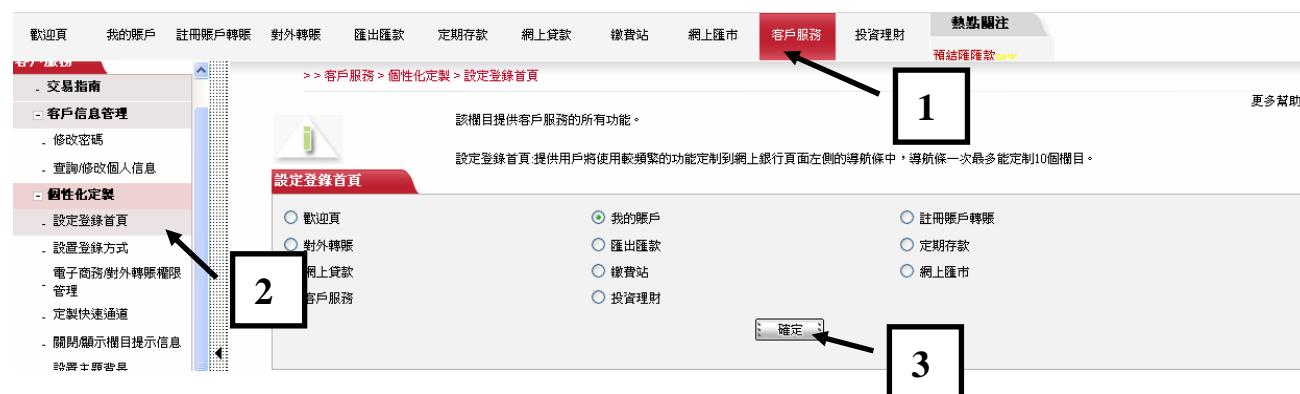 熱點關注
歡迎頁 我的賬戶 註冊賬戶轉賬 對外轉賬 匯出匯款 定期存款 網上貸款 繳費站 網上匯市 客戶服務 投資理財
預結匯匯款
客戶服務
- 交易指南
- 客戶信息管理
- 修改密碼
- 查詢/修改個人信息
- 個性化定製
- 設定登錄首頁
- 設置登錄方式
- 電子商務/對外轉賬權限
管理
- 定製快速通道
- 關閉/顯示欄目提示信息
設置主題背景
>>客戶服務>個性化定製>設定登錄首頁
更多幫助
該欄目提供客戶服務的所有功能。
設定登錄首頁:提供用戶將使用較頻繁的功能定制到網上銀行頁面左側的導航條中，導航條一次最多能定制10個欄目。
設定登錄首頁
歡迎頁 我的賬戶 註冊賬戶轉賬
對外轉賬 匯出匯款 定期存款
網上貸款 繳費站 網上匯市
客戶服務 投資理財
確定
1
2
3